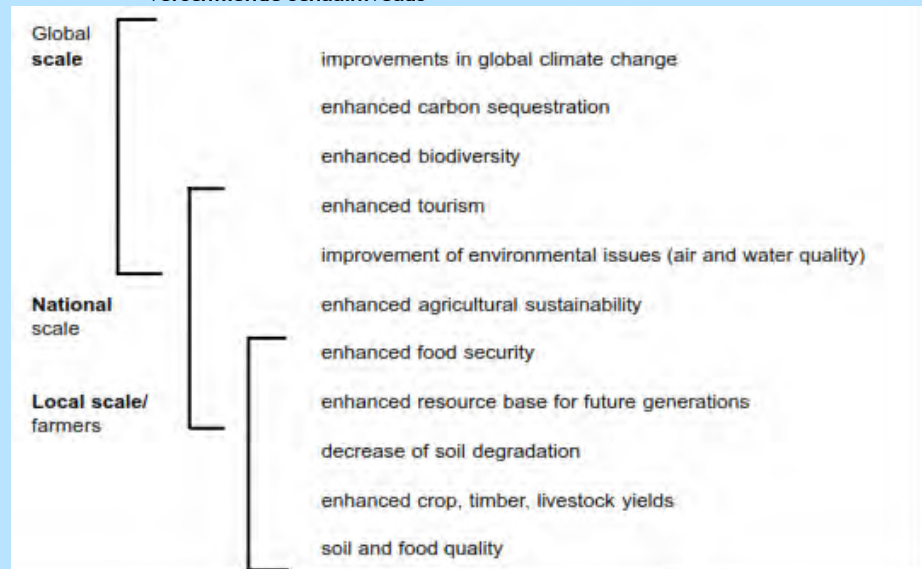 verschillende schaalniveaus
Global
scale
improvements in global climate change
enhanced carbon sequestration
enhanced biodiversity
enhanced tourism
improvement of environmental issues (air and water quality)
National
scale
enhanced agricultural sustainability
enhanced food security
Local scale/
farmers
enhanced resource base for future generations
decrease of soil degradation
enhanced crop, timber, livestock yields
soil and food quality